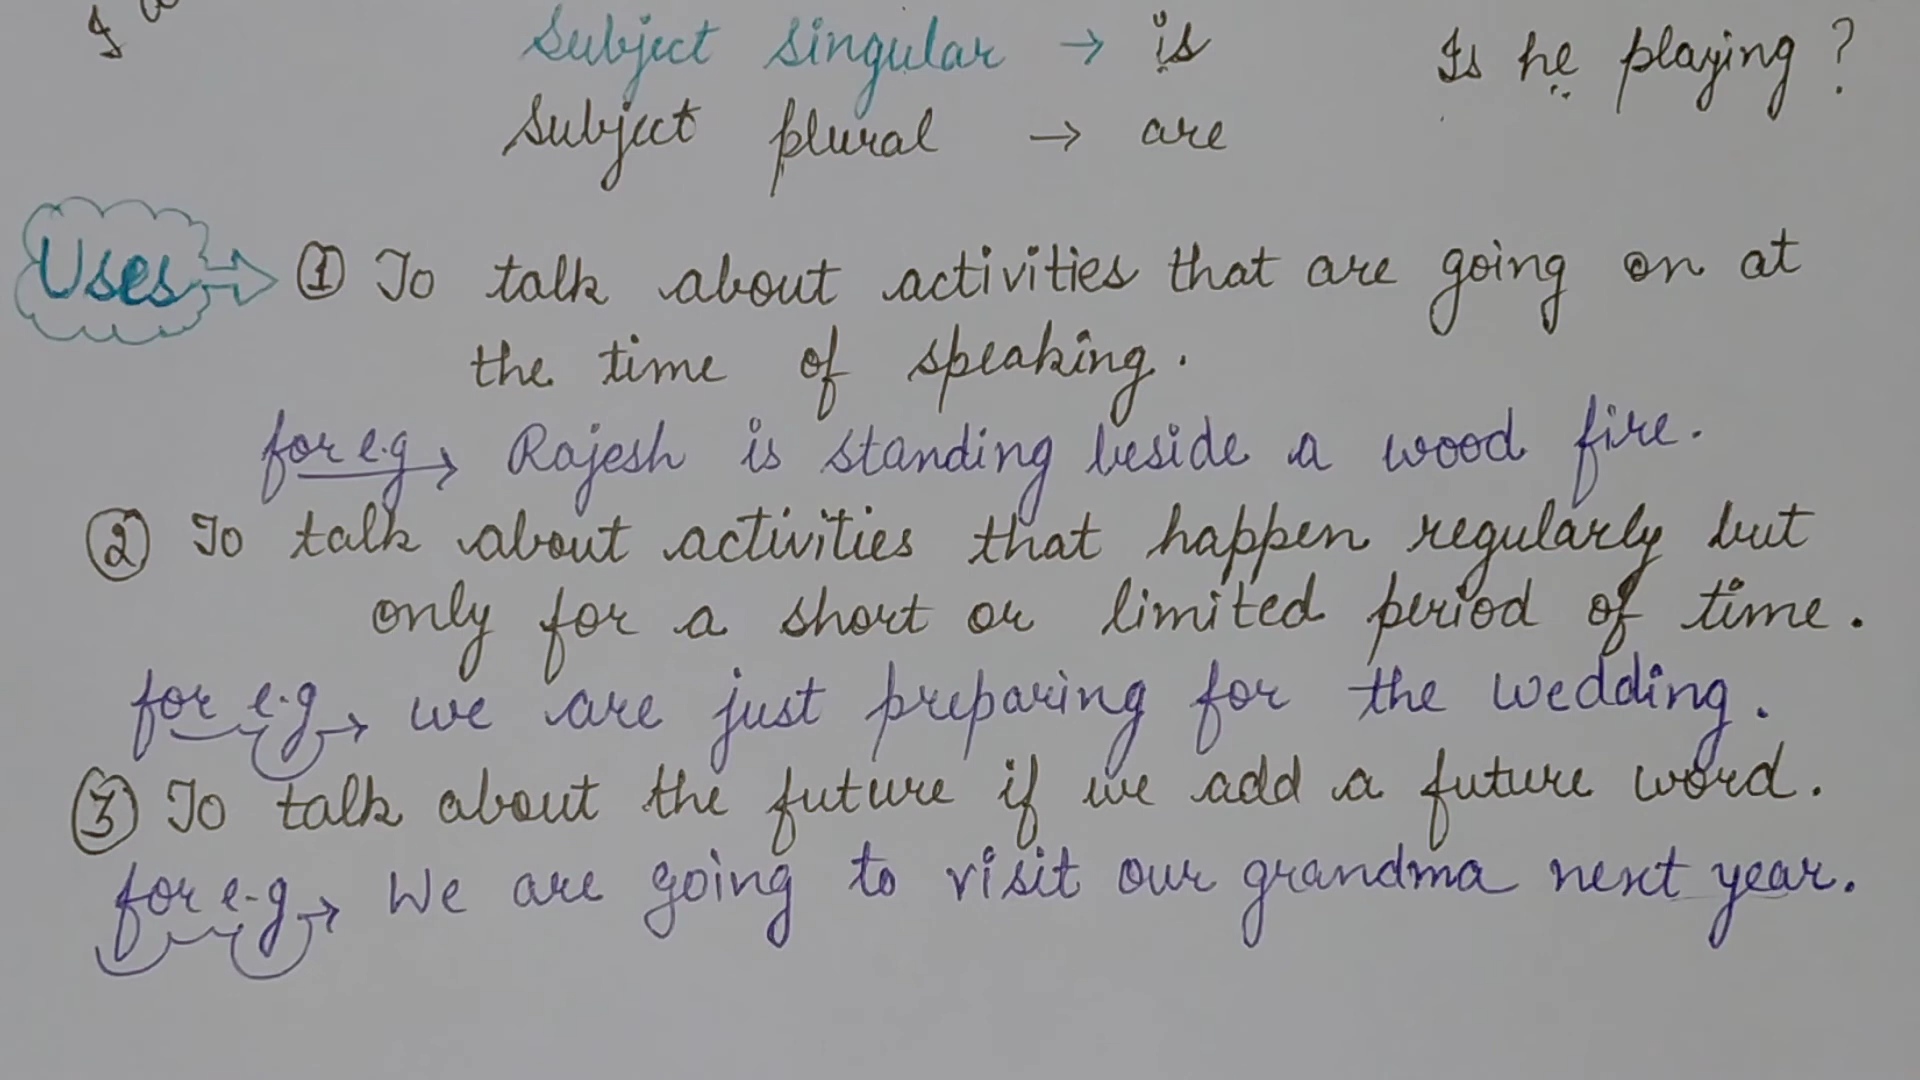 I
Subject singular → is
Is he playing ?
Subject plural → are
Uses → ① To talk about activities that are going on at
the time of speaking.
for e.g → Rajesh is standing beside a wood fire.
② To talk about activities that happen regularly but
only for a short or limited period of time.
for e.g → we are just preparing for the wedding.
③ To talk about the future if we add a future word.
for e-g → We are going to visit our grandma next year.